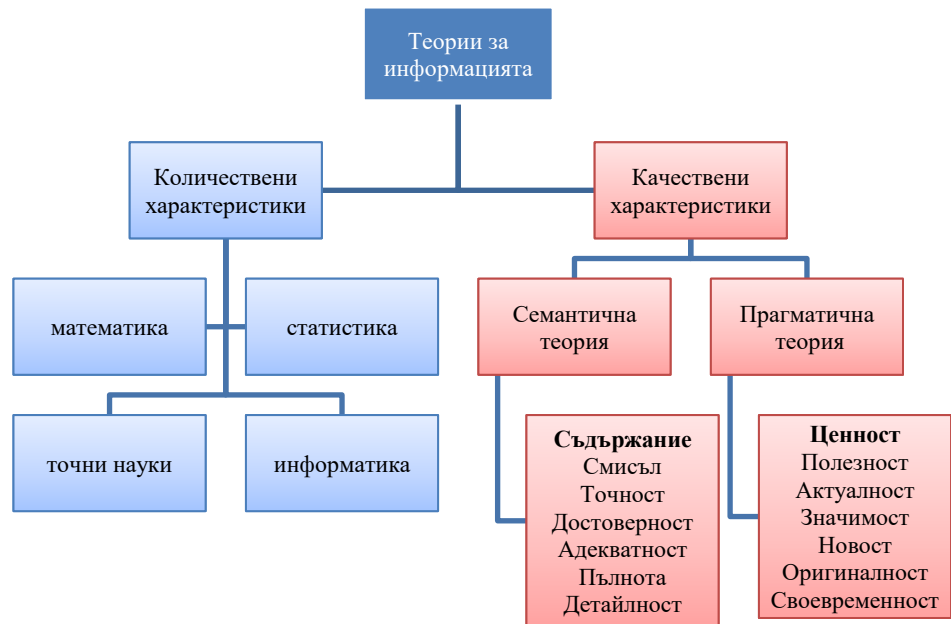 Теории за
информацията
Количествени
характеристики
Качествени
характеристики
математика
статистика
точни науки
информатика
Семантична
теория
Прагматична
теория
Съдържание
Смисъл
Точност
Достоверност
Адекватност
Пълнота
Детайлност
Ценност
Полезност
Актуалност
Значимост
Новост
Оригиналност
Своевременност